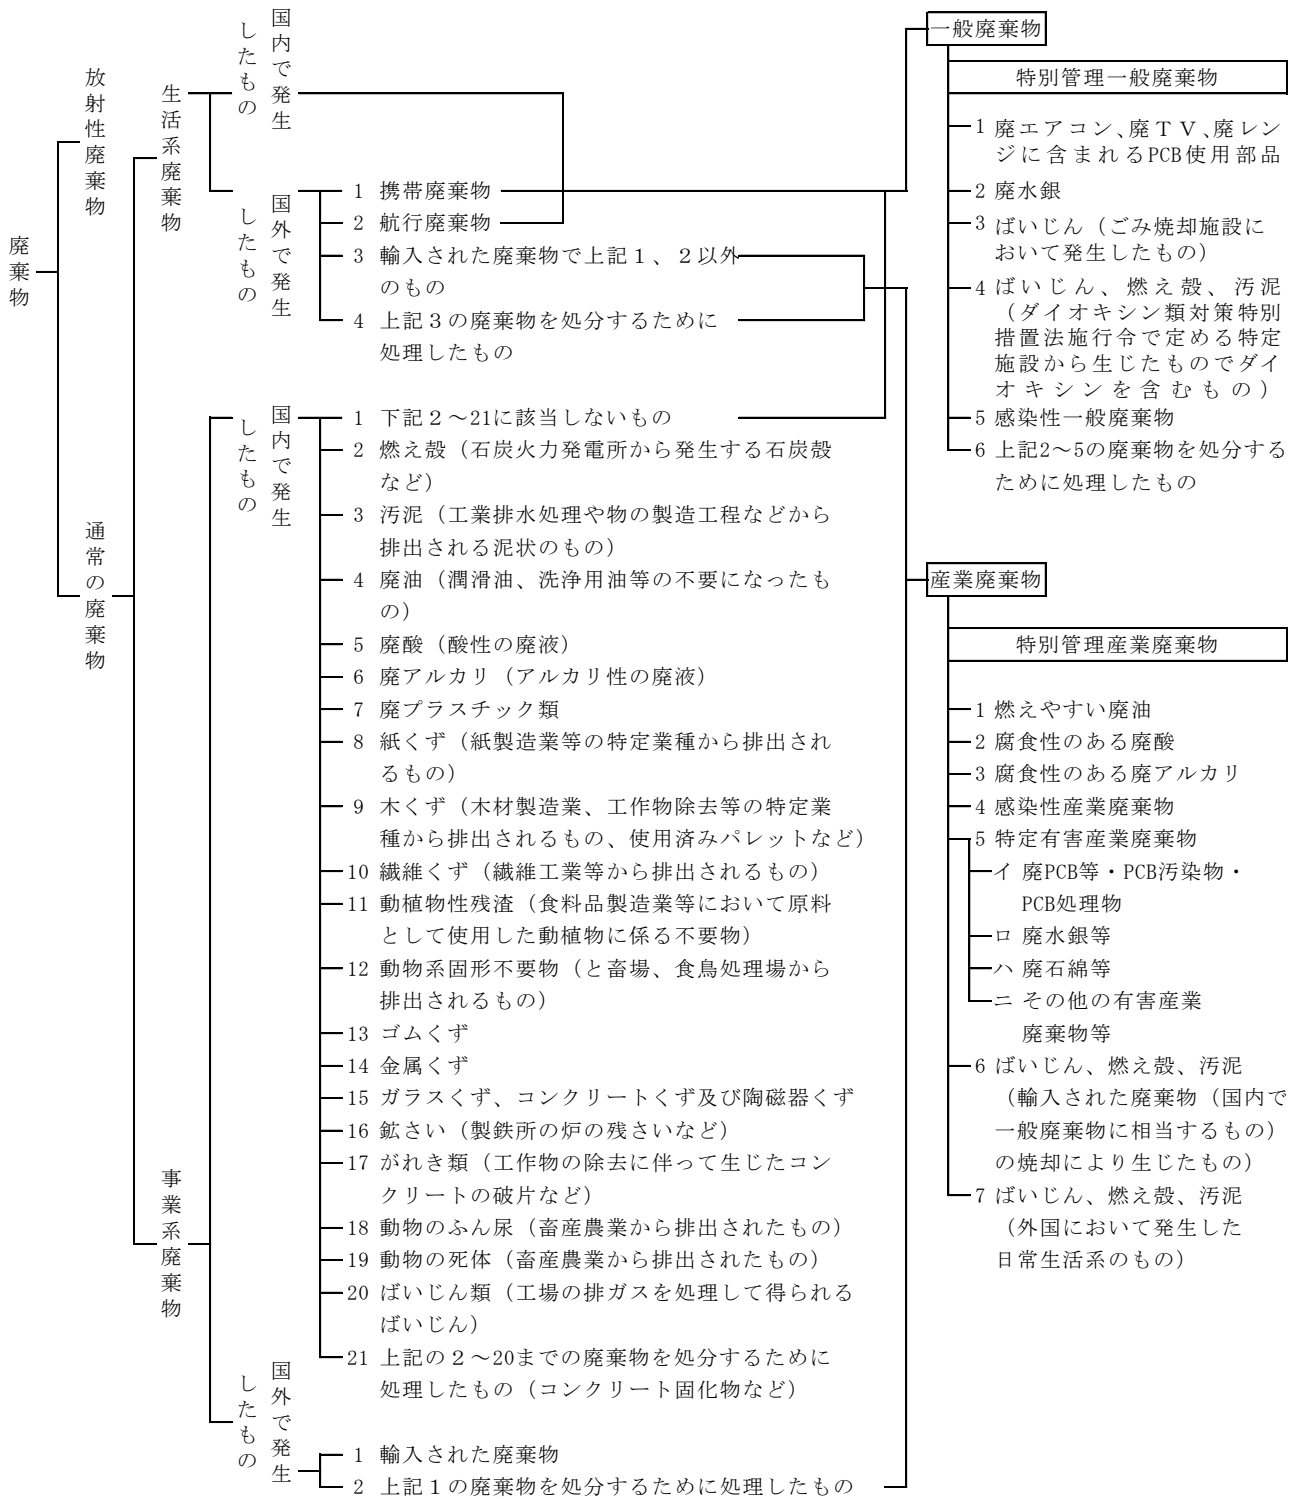 廃棄物
放射性廃棄物
通常の廃棄物
生活系廃棄物
国内で発生
したもの
国外で発生
したもの
1 携帯廃棄物
2 航行廃棄物
3 輸入された廃棄物で上記１、２以外
のもの
4 上記３の廃棄物を処分するために
処理したもの
事業系廃棄物
国内で発生
したもの
1 下記２～21に該当しないもの
2 燃え殻（石炭火力発電所から発生する石炭殻
など）
3 汚泥（工業排水処理や物の製造工程などから
排出される泥状のもの）
4 廃油（潤滑油、洗浄用油等の不要になったも
の）
5 廃酸（酸性の廃液）
6 廃アルカリ（アルカリ性の廃液）
7 廃プラスチック類
8 紙くず（紙製造業等の特定業種から排出され
るもの）
9 木くず（木材製造業、工作物除去等の特定業
種から排出されるもの、使用済みパレットなど）
10 繊維くず（繊維工業等から排出されるもの）
11 動植物性残渣（食料品製造業等において原料
として使用した動植物に係る不要物）
12 動物系固形不要物（と畜場、食鳥処理場から
排出されるもの）
13 ゴムくず
14 金属くず
15 ガラスくず、コンクリートくず及び陶磁器くず
16 鉱さい（製鉄所の炉の残さいなど）
17 がれき類（工作物の除去に伴って生じたコン
クリートの破片など）
18 動物のふん尿（畜産農業から排出されたもの）
19 動物の死体（畜産農業から排出されたもの）
20 ばいじん類（工場の排ガスを処理して得られる
ばいじん）
21 上記の２～20までの廃棄物を処分するために
処理したもの（コンクリート固化物など）
国外で発生
したもの
1 輸入された廃棄物
2 上記１の廃棄物を処分するために処理したもの
一般廃棄物
特別管理一般廃棄物
1 廃エアコン、廃ＴＶ、廃レン
ジに含まれるPCB使用部品
2 廃水銀
3 ばいじん（ごみ焼却施設に
おいて発生したもの）
4 ばいじん、燃え殻、汚泥
（ダイオキシン類対策特別
措置法施行令で定める特定
施設から生じたものでダイ
オキシンを含むもの）
5 感染性一般廃棄物
6 上記2～5の廃棄物を処分する
ために処理したもの
産業廃棄物
特別管理産業廃棄物
1 燃えやすい廃油
2 腐食性のある廃酸
3 腐食性のある廃アルカリ
4 感染性産業廃棄物
5 特定有害産業廃棄物
イ 廃PCB等・PCB汚染物・
PCB処理物
ロ 廃水銀等
ハ 廃石綿等
ニ その他の有害産業
廃棄物等
6 ばいじん、燃え殻、汚泥
（輸入された廃棄物（国内で
一般廃棄物に相当するもの）
の焼却により生じたもの）
7 ばいじん、燃え殻、汚泥
（外国において発生した
日常生活系のもの）